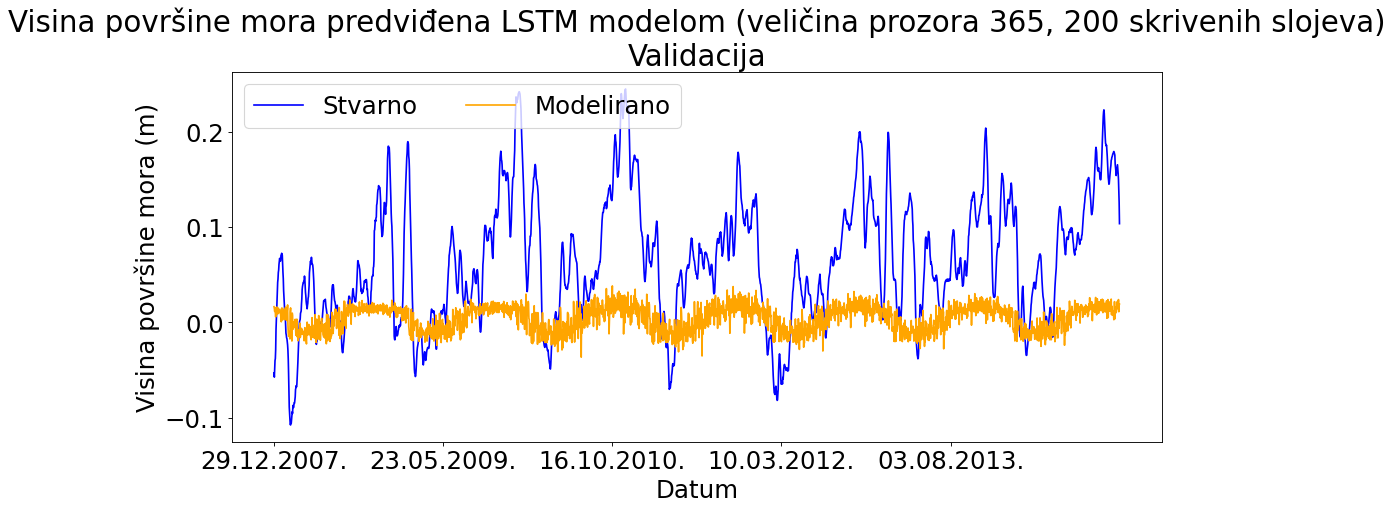 Visina površine mora predviđena LSTM modelom (veličina prozora 365, 200 skrivenih slojeva)
Validacija
Stvarno Modelirano
Visina površine mora (m)
0.2
0.1
0.0
−0.1
29.12.2007. 23.05.2009. 16.10.2010. 10.03.2012. 03.08.2013.
Datum